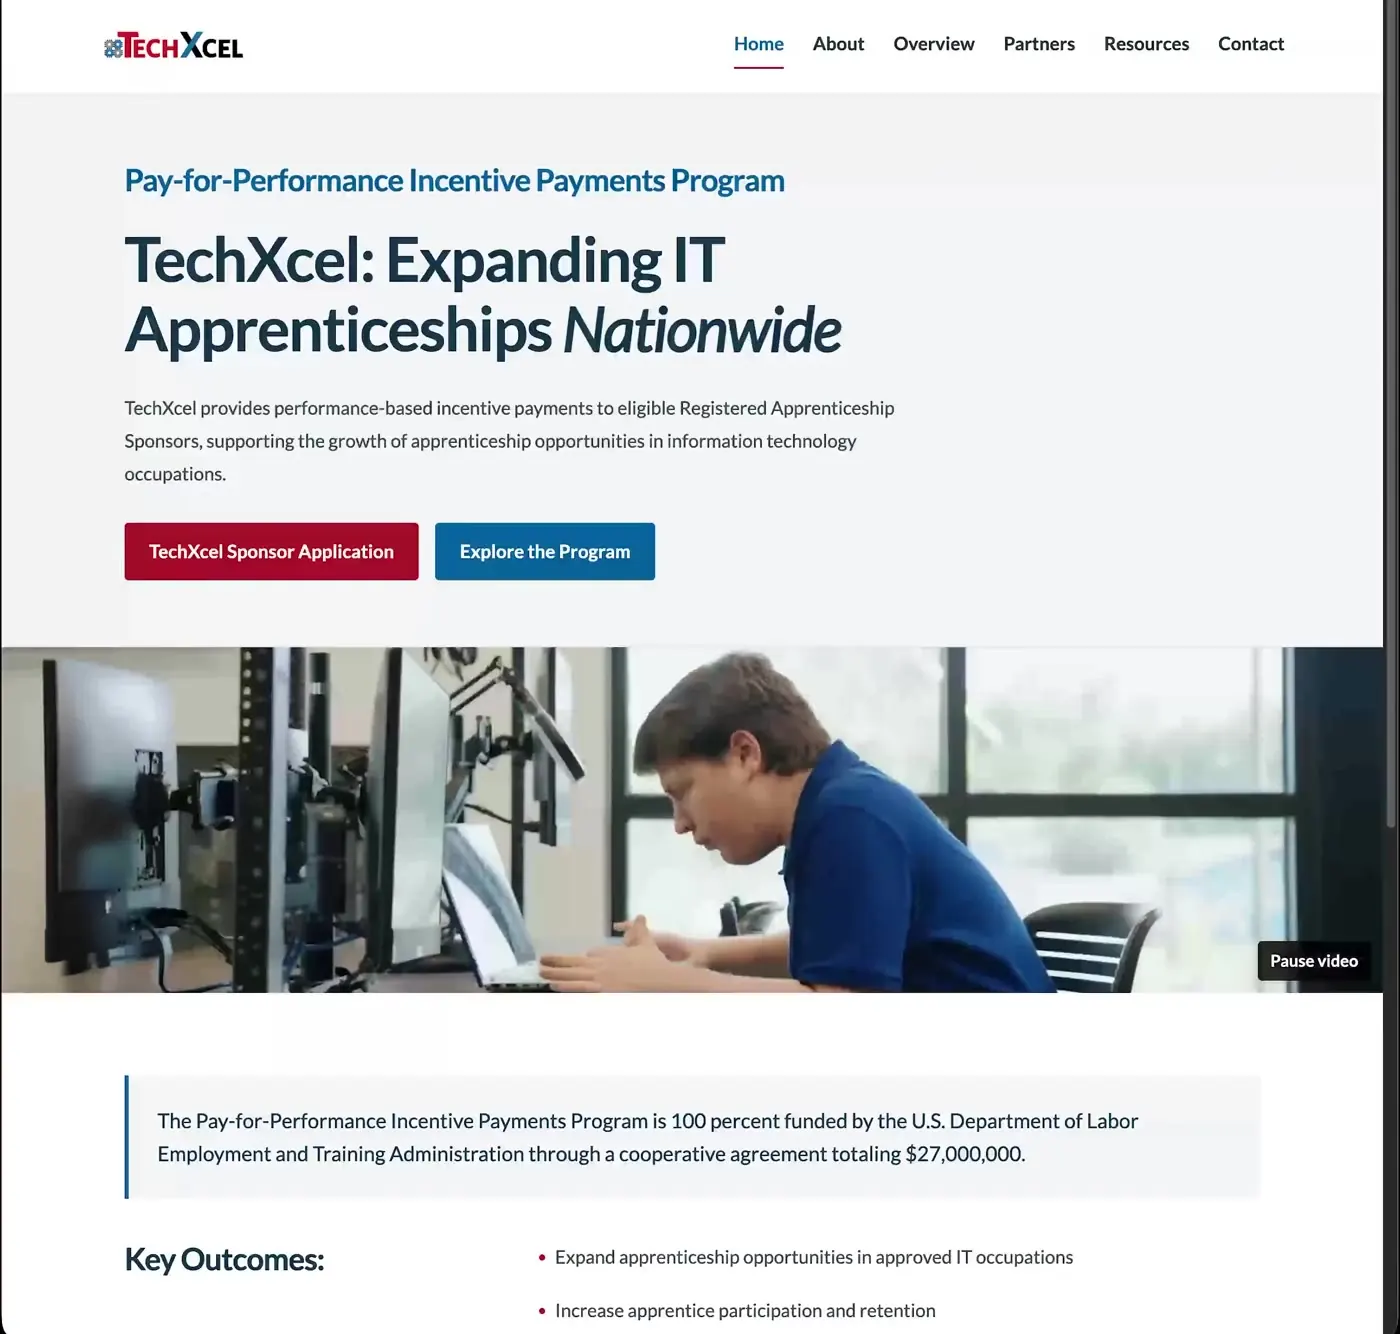 TECHXCEL
Home About Overview Partners Resources Contact
Pay-for-Performance Incentive Payments Program
TechXcel: Expanding IT
Apprenticeships Nationwide
TechXcel provides performance-based incentive payments to eligible Registered Apprenticeship
Sponsors, supporting the growth of apprenticeship opportunities in information technology
occupations.
TechXcel Sponsor Application Explore the Program
Pause video
The Pay-for-Performance Incentive Payments Program is 100 percent funded by the U.S. Department of Labor
Employment and Training Administration through a cooperative agreement totaling $27,000,000.
Key Outcomes:
• Expand apprenticeship opportunities in approved IT occupations
• Increase apprentice participation and retention